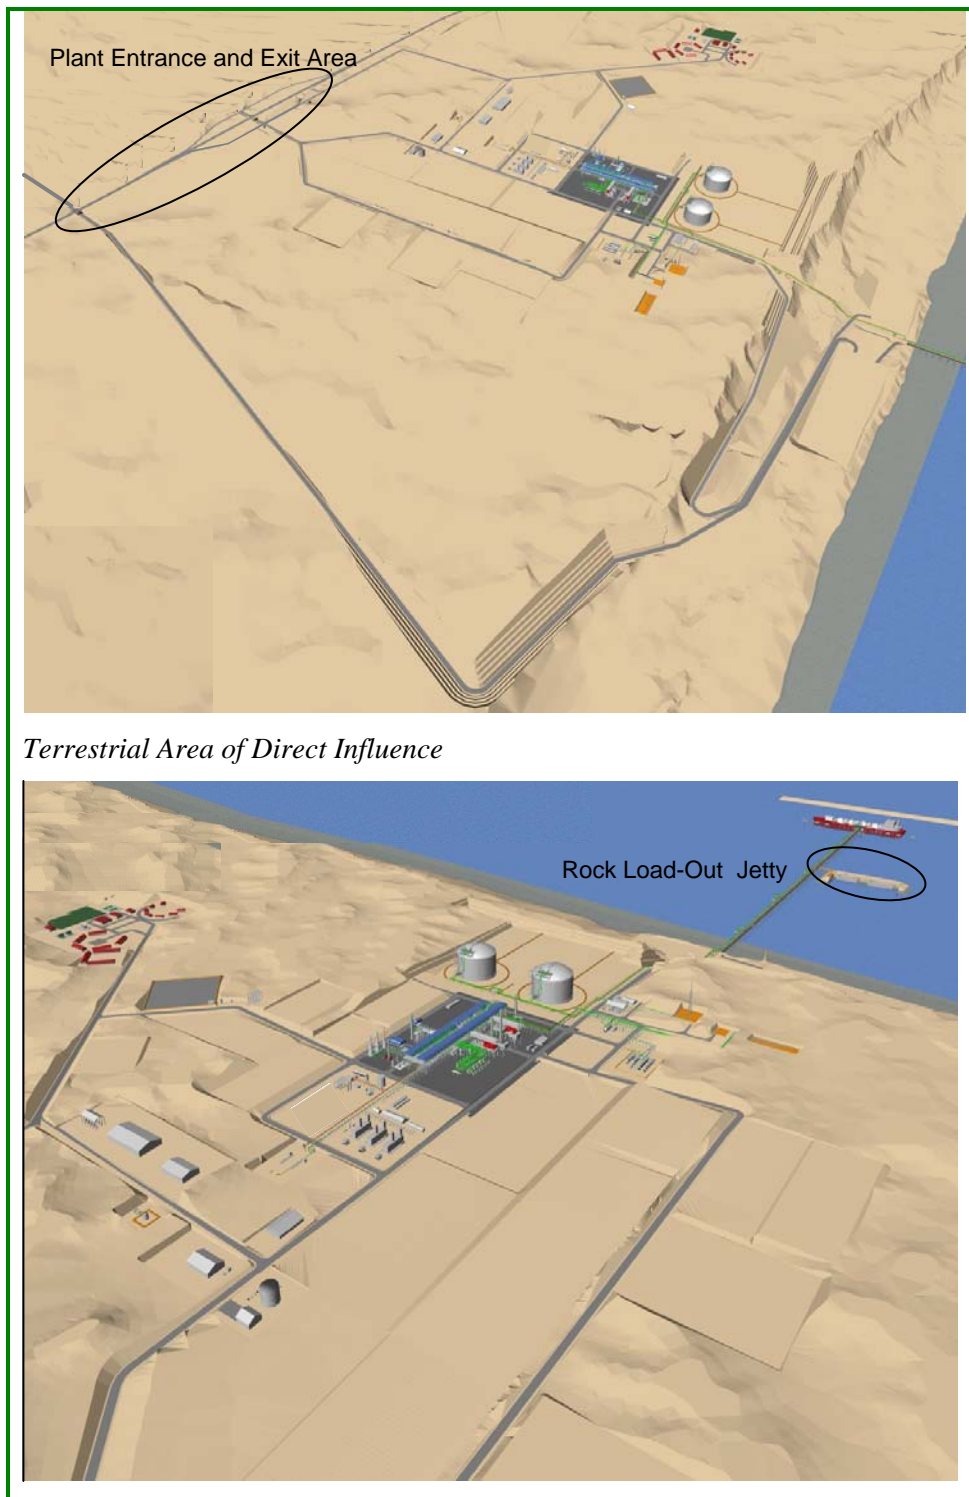 Plant Entrance and Exit Area
Terrestrial Area of Direct Influence
Rock Load-Out Jetty